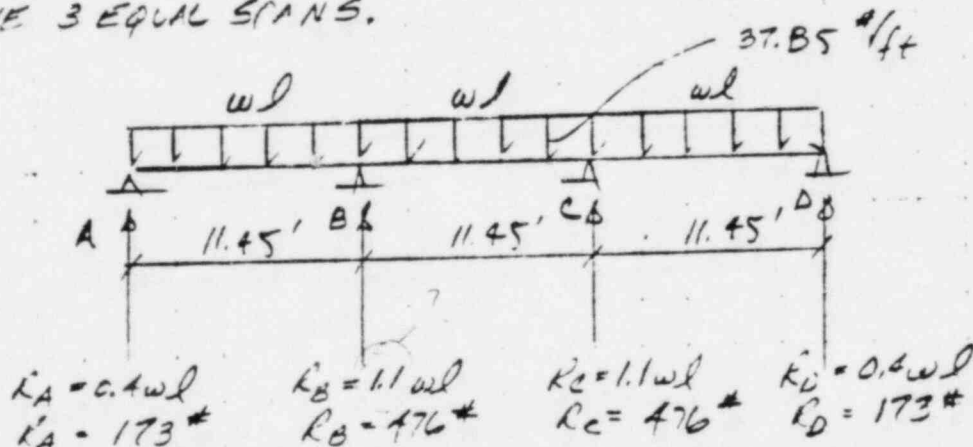 3 EQUAL SPANS.
37.85 #/ft
wl wl wl
A B C D
11.45' 11.45' 11.45'
?
RA = 0.4wl RB = 1.1wl RC = 1.1wl RD = 0.4wl
RA = 173# RB = 476# RC = 476# RD = 173#